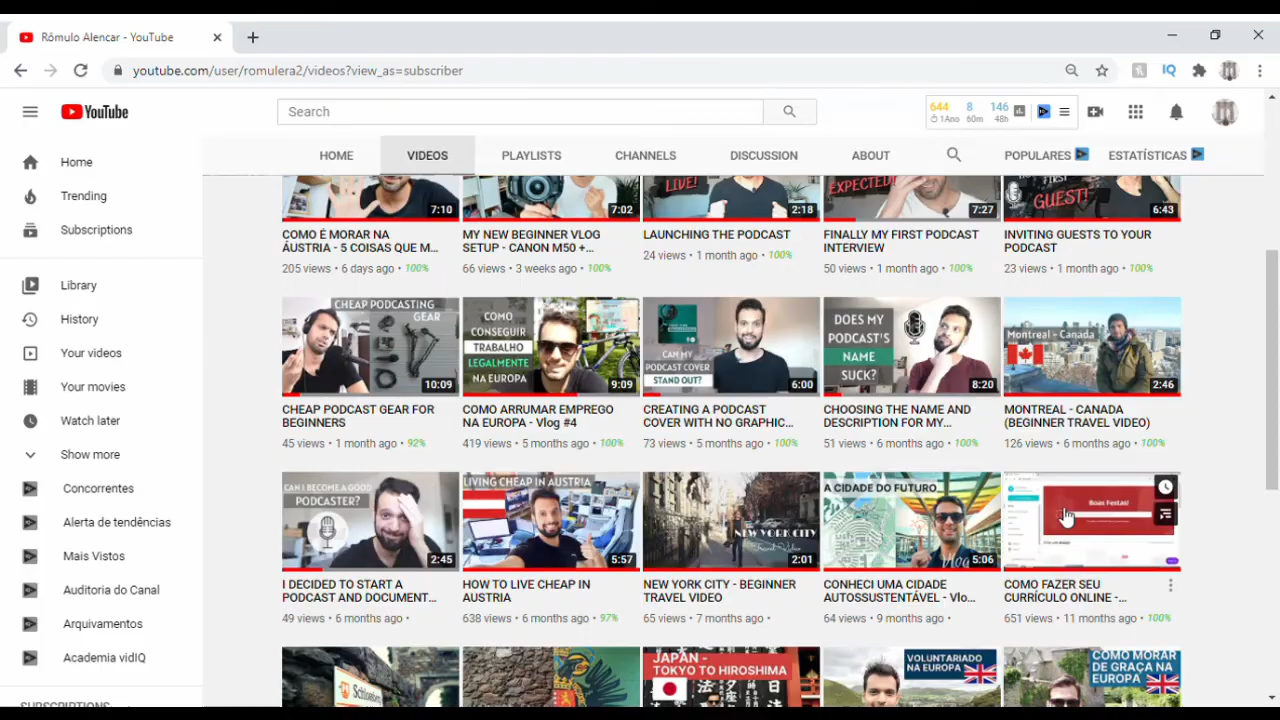 Rômulo Alencar - YouTube
youtube.com/user/romulera2/videos?view_as=subscriber
IQ
YouTube
Search
644 8 146
1Ano 60m 48h
HOME VIDEOS PLAYLISTS CHANNELS DISCUSSION ABOUT POPULARES ESTATÍSTICAS
Home
Trending
Subscriptions
Library
History
Your videos
Your movies
Watch later
Show more
Concorrentes
Alerta de tendências
Mais Vistos
Auditoria do Canal
Arquivamentos
Academia vidIQ
SUBSCRIPTIONS
7:10
COMO É MORAR NA
ÁUSTRIA - 5 COISAS QUE M...
205 views • 6 days ago • 100%
7:02
MY NEW BEGINNER VLOG
SETUP - CANON M50 +...
66 views • 3 weeks ago • 100%
LIVE!
2:18
LAUNCHING THE PODCAST
24 views • 1 month ago • 100%
EXPECTED!
7:27
FINALLY MY FIRST PODCAST
INTERVIEW
50 views • 1 month ago • 100%
GUEST!
6:43
INVITING GUESTS TO YOUR
PODCAST
23 views • 1 month ago • 100%
CHEAP PODCASTING
GEAR
10:09
CHEAP PODCAST GEAR FOR
BEGINNERS
45 views • 1 month ago • 92%
COMO
CONSEGUIR
TRABALHO
LEGALMENTE
NA EUROPA
9:09
COMO ARRUMAR EMPREGO
NA EUROPA - Vlog #4
419 views • 5 months ago • 100%
CAN MY
PODCAST COVER
STAND OUT?
6:00
CREATING A PODCAST
COVER WITH NO GRAPHIC...
73 views • 5 months ago • 100%
DOES MY
PODCAST'S
NAME
SUCK?
8:20
CHOOSING THE NAME AND
DESCRIPTION FOR MY...
51 views • 6 months ago • 100%
Montreal - Canada
2:46
MONTREAL - CANADA
(BEGINNER TRAVEL VIDEO)
126 views • 6 months ago • 100%
CAN I BECOME A GOOD
PODCASTER?
2:45
I DECIDED TO START A
PODCAST AND DOCUMENT...
49 views • 6 months ago •
LIVING CHEAP IN AUSTRIA
5:57
HOW TO LIVE CHEAP IN
AUSTRIA
638 views • 6 months ago • 97%
NEW YORK CITY
Travel Video
2:01
NEW YORK CITY - BEGINNER
TRAVEL VIDEO
65 views • 7 months ago •
A CIDADE DO FUTURO
5:06
CONHECI UMA CIDADE
AUTOSSUSTENTÁVEL - Vlo...
64 views • 9 months ago •
Boas Festas!
COMO FAZER SEU
CURRÍCULO ONLINE -...
651 views • 11 months ago • 100%
JAPAN -
TOKYO TO HIROSHIMA
VOLUNTARIADO
NA EUROPA
COMO MORAR
DE GRAÇA NA
EUROPA